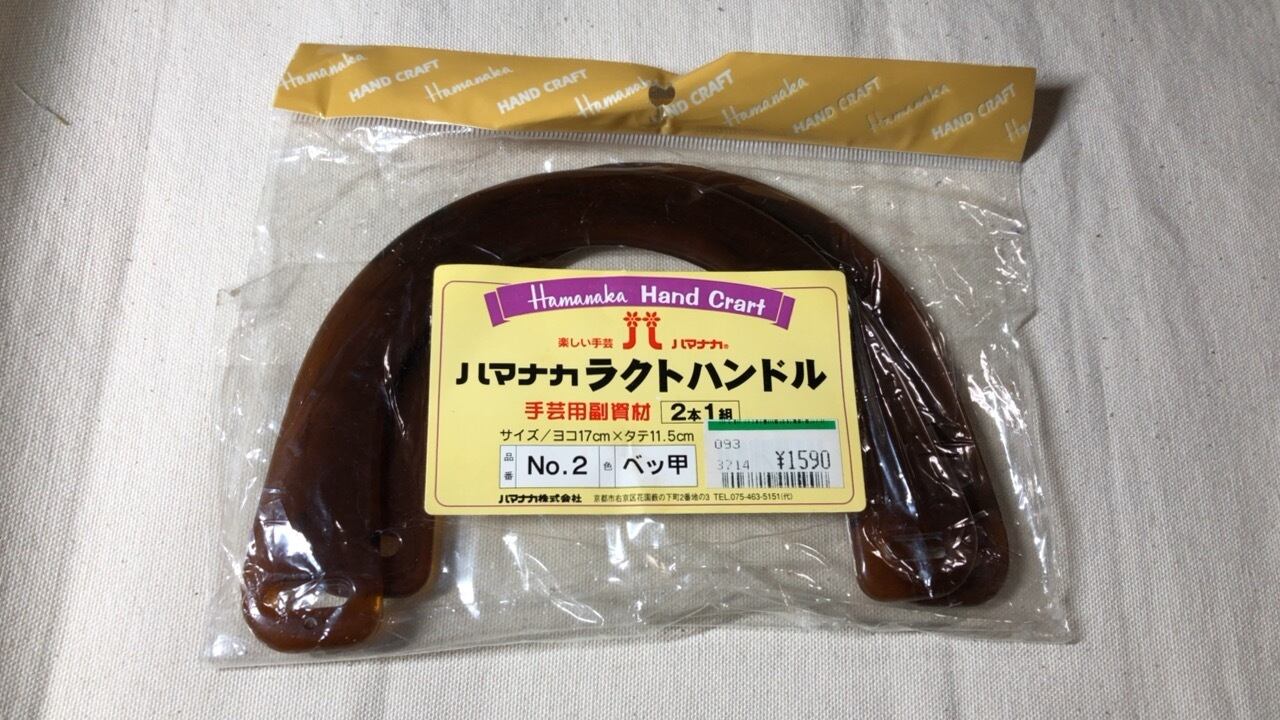 Hamanaka HAND CRAFT Hamanaka HAND CRAFT Hamanaka HAND CRAFT Hamanaka HAND CRAFT Hamanaka HAND CRAFT
Hamanaka Hand Crart
楽しい手芸 ハマナカ®
ハマナカ ラクトハンドル
手芸用副資材 2本1組
サイズ/ヨコ17cm×タテ11.5cm
品番 No.2 色 ベッ甲
093
3714 ¥1590
ハマナカ株式会社 京都市右京区花園薮の下町2番地の3 TEL.075-463-5151(代)